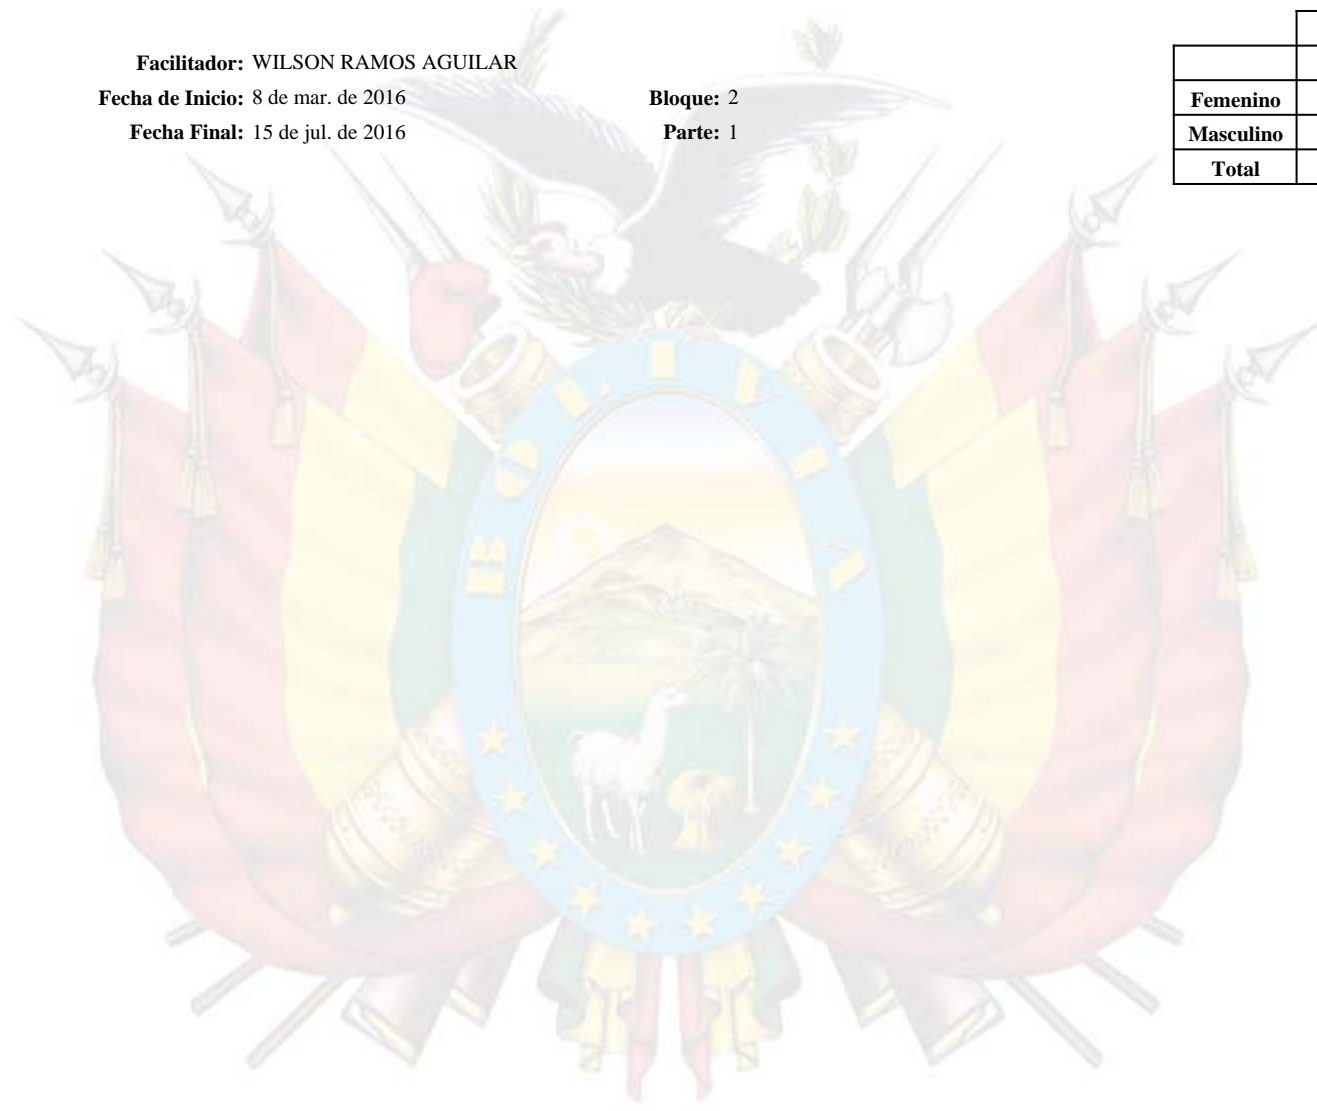 Facilitador: WILSON RAMOS AGUILAR
Fecha de Inicio: 8 de mar. de 2016 Bloque: 2
Fecha Final: 15 de jul. de 2016 Parte: 1
Femenino
Masculino
Total
BOLIVIA